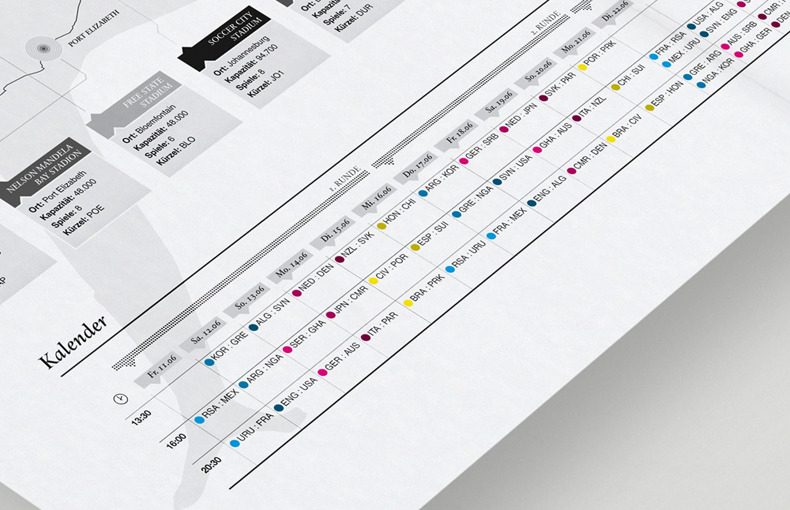 PORT ELIZABETH
SOCCER CITY
STADIUM
Ort: Johannesburg
Kapazität: 94.700
Spiele: 8
Kürzel: JO1
Spiele: 7
Kürzel: DUR
FREE STATE
STADIUM
Ort: Bloemfontain
Kapazität: 48.000
Spiele: 6
Kürzel: BLO
NELSON MANDELA
BAY STADION
Ort: Port Elizabeth
Kapazität: 48.000
Spiele: 8
Kürzel: POE
Kalender
1. RUNDE
2. RUNDE
Fr. 11.06
Sa. 12.06
So. 13.06
Mo. 14.06
Di. 15.06
Mi. 16.06
Do. 17.06
Fr. 18.06
Sa. 19.06
So. 20.06
Mo. 21.06
Di. 22.06
13:30
KOR : GRE
ALG : SVN
NED : DEN
NZL : SVK
HON : CHI
ARG : KOR
GER : SRB
NED : JPN
SVK : PAR
POR : PRK
FRA : RSA
MEX : URU
USA : ALG
SVN : ENG
16:00
RSA : MEX
ARG : NGA
SER : GHA
JPN : CMR
CIV : POR
ESP : SUI
GRE : NGA
SVN : USA
GHA : AUS
ITA : NZL
CHI : SUI
GRE : ARG
NGA : KOR
AUS : SRB
GHA : GER
20:30
URU : FRA
ENG : USA
GER : AUS
ITA : PAR
BRA : PRK
RSA : URU
FRA : MEX
ENG : ALG
CMR : DEN
BRA : CIV
ESP : HON